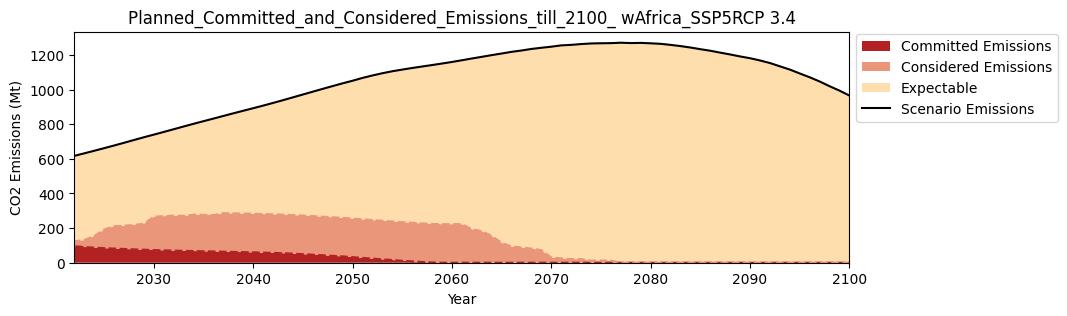 Planned_Committed_and_Considered_Emissions_till_2100_ wAfrica_SSP5RCP 3.4
Committed Emissions
Considered Emissions
Expectable
Scenario Emissions
CO2 Emissions (Mt)
1200
1000
800
600
400
200
0
2030 2040 2050 2060 2070 2080 2090 2100
Year